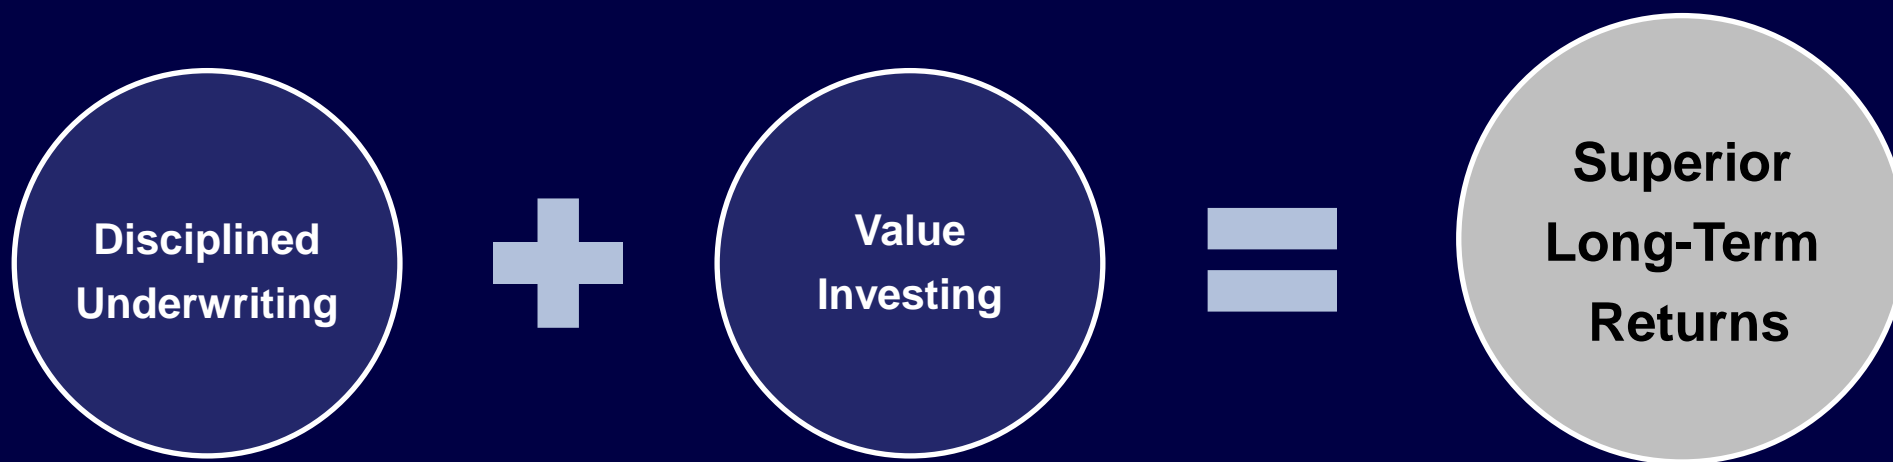 Disciplined
Underwriting
Value
Investing
Superior
Long-Term
Returns